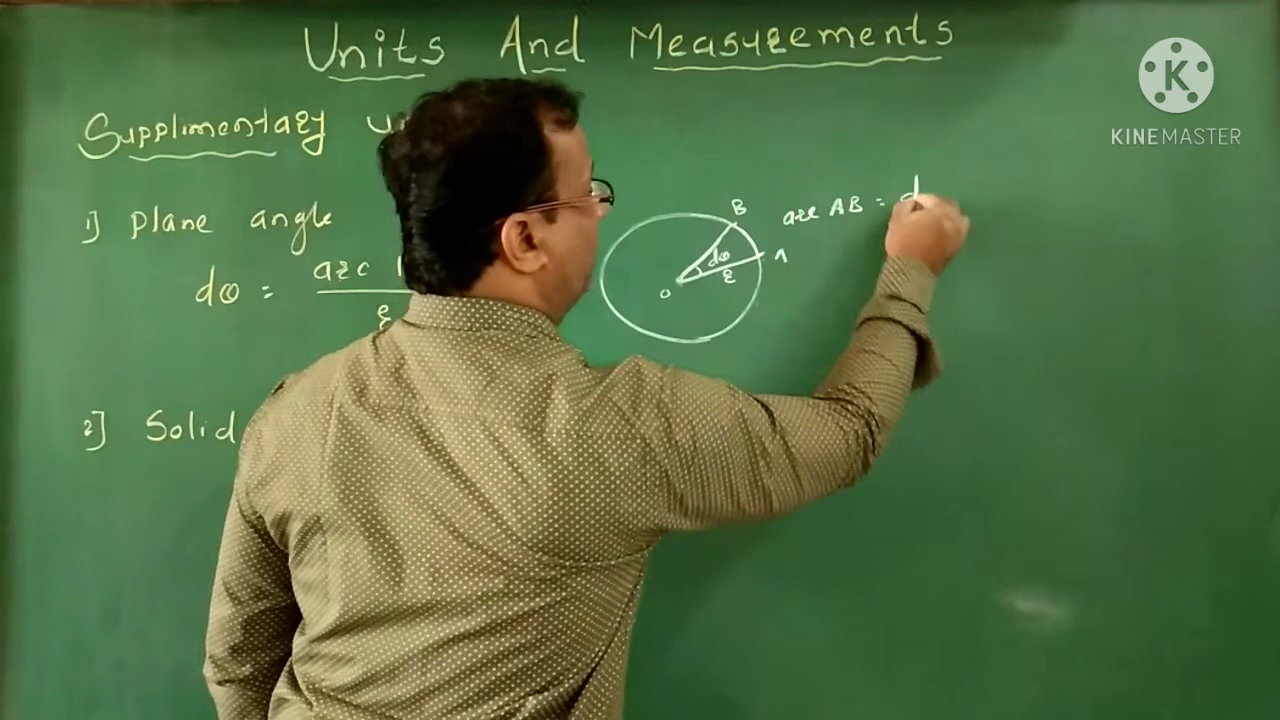 Units And Measurements
Supplimentary
1] Plane angle
dθ = arc
r
B
arc AB = d
dθ
A
r
O
2] Solid
K
KINEMASTER